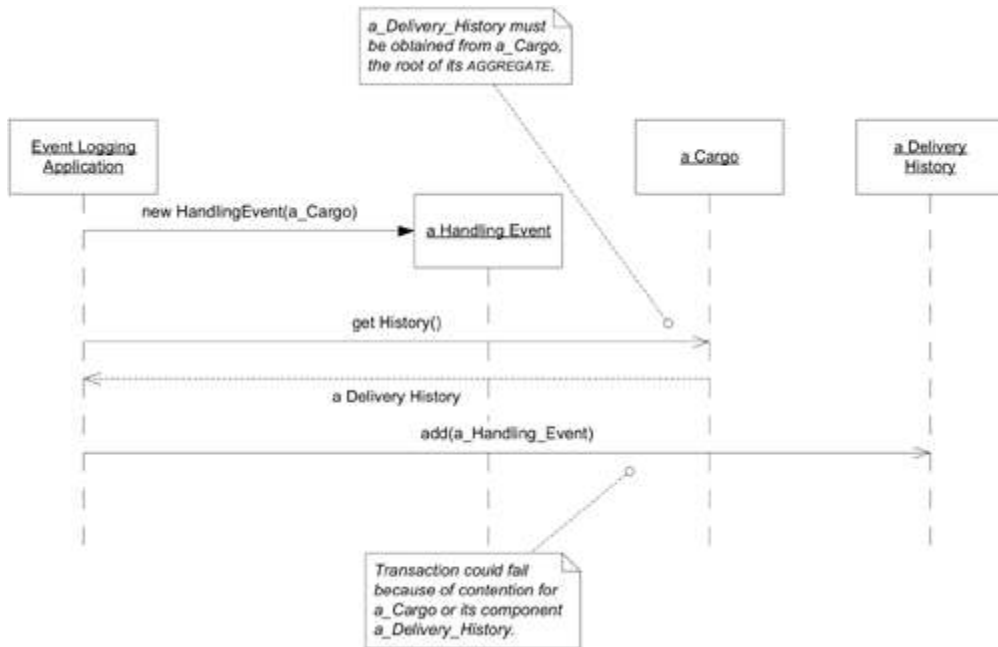 a_Delivery_History must
be obtained from a_Cargo,
the root of its AGGREGATE.
Event Logging
Application
a Cargo
a Delivery
History
new HandlingEvent(a_Cargo)
a Handling Event
get History()
a Delivery History
add(a_Handling_Event)
Transaction could fail
because of contention for
a_Cargo or its component
a_Delivery_History.